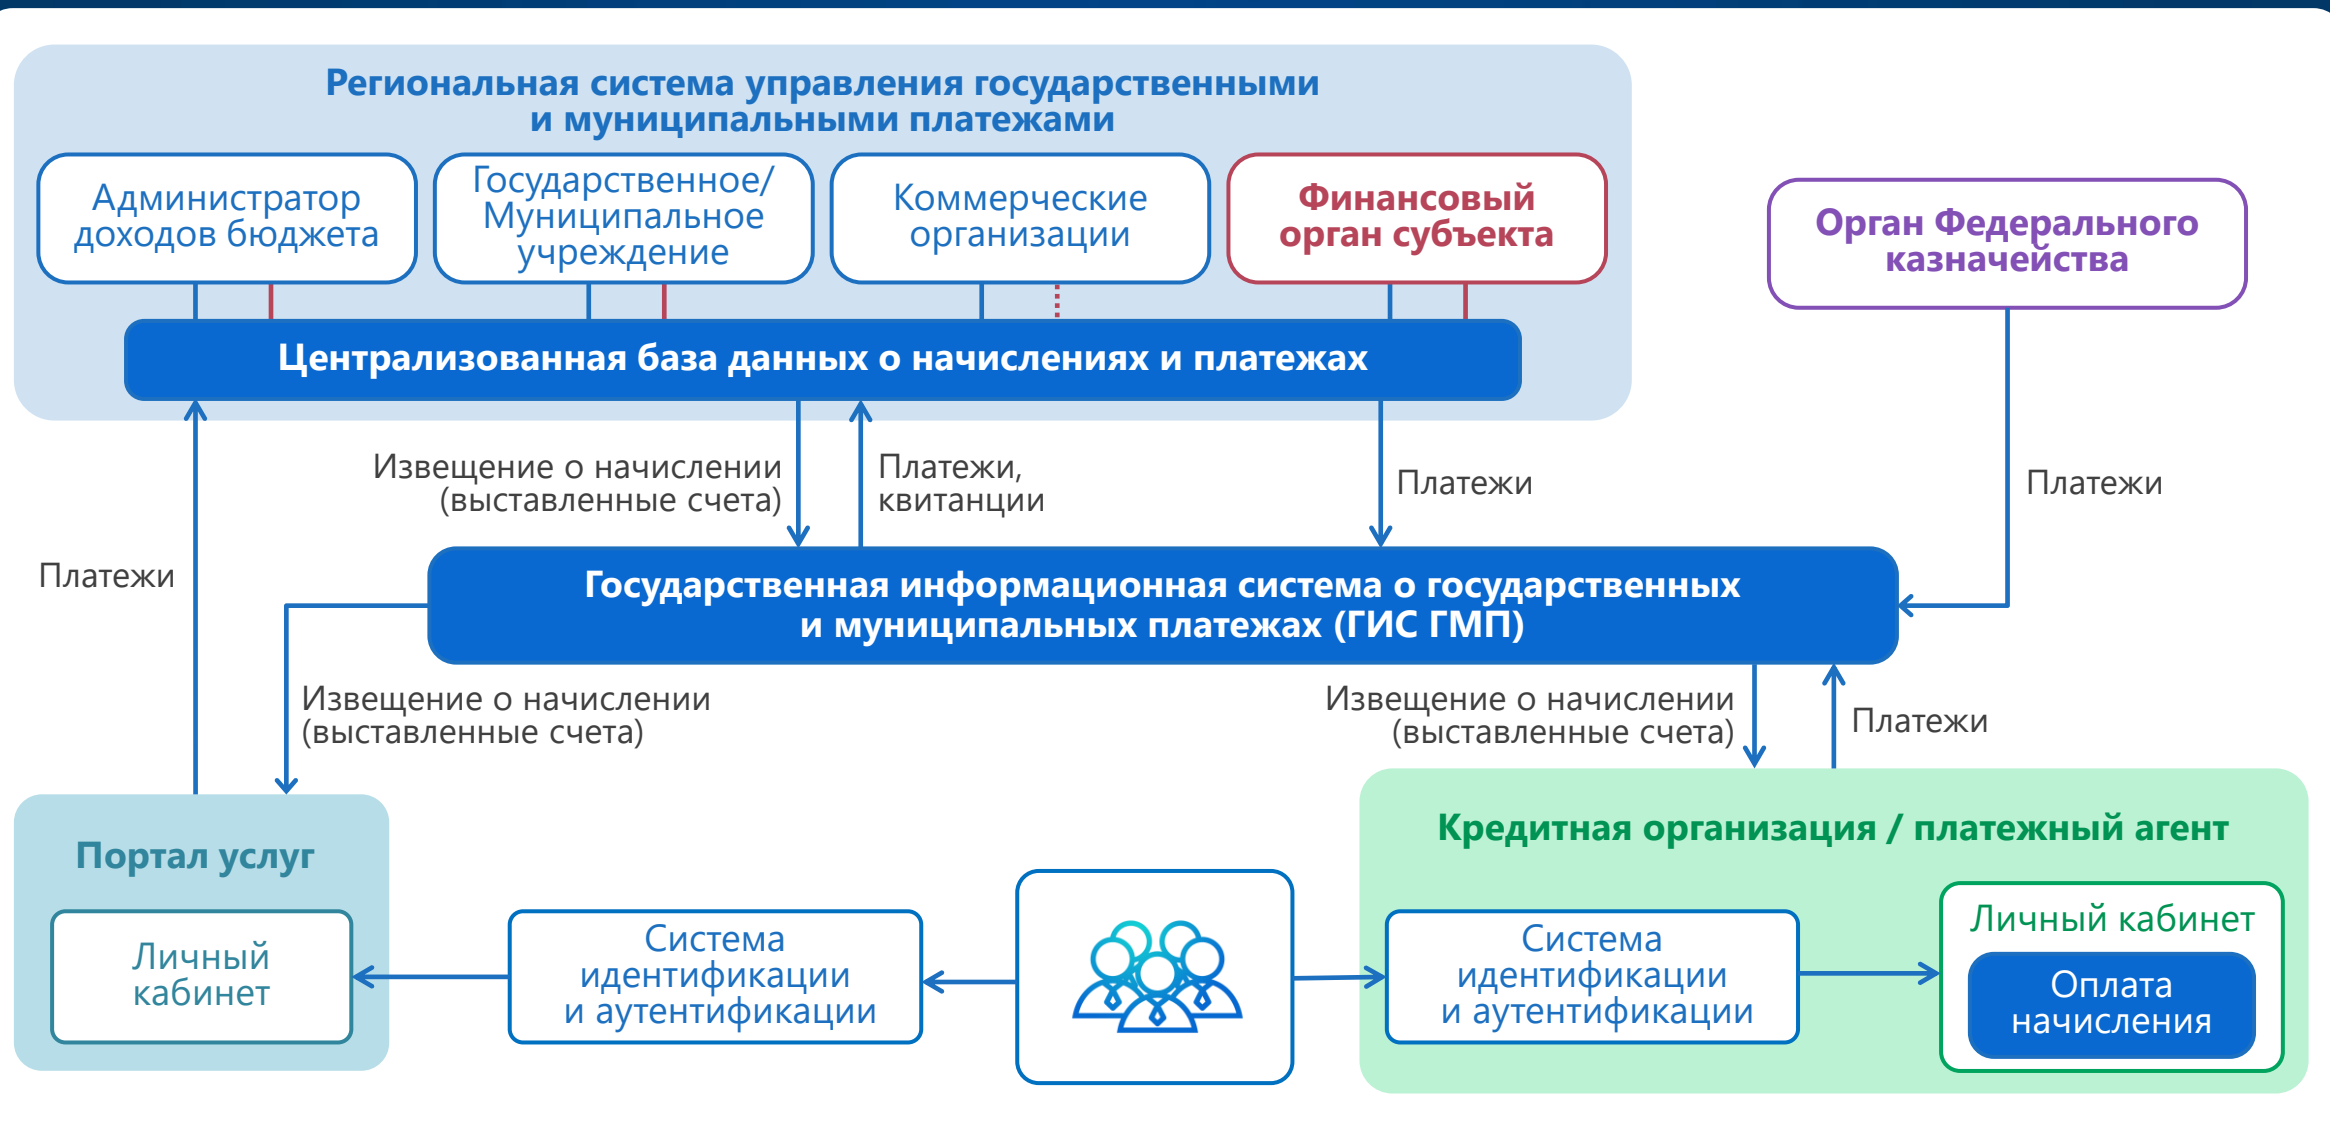 Региональная система управления государственными
и муниципальными платежами
Администратор
доходов бюджета
Государственное/
Муниципальное
учреждение
Коммерческие
организации
Финансовый
орган субъекта
Орган Федерального
казначейства
Централизованная база данных о начислениях и платежах
Извещение о начислении
(выставленные счета)
Платежи,
квитанции
Платежи
Платежи
Платежи
Государственная информационная система о государственных
и муниципальных платежах (ГИС ГМП)
Извещение о начислении
(выставленные счета)
Извещение о начислении
(выставленные счета)
Платежи
Портал услуг
Личный
кабинет
Система
идентификации
и аутентификации
Кредитная организация / платежный агент
Система
идентификации
и аутентификации
Личный кабинет
Оплата
начисления